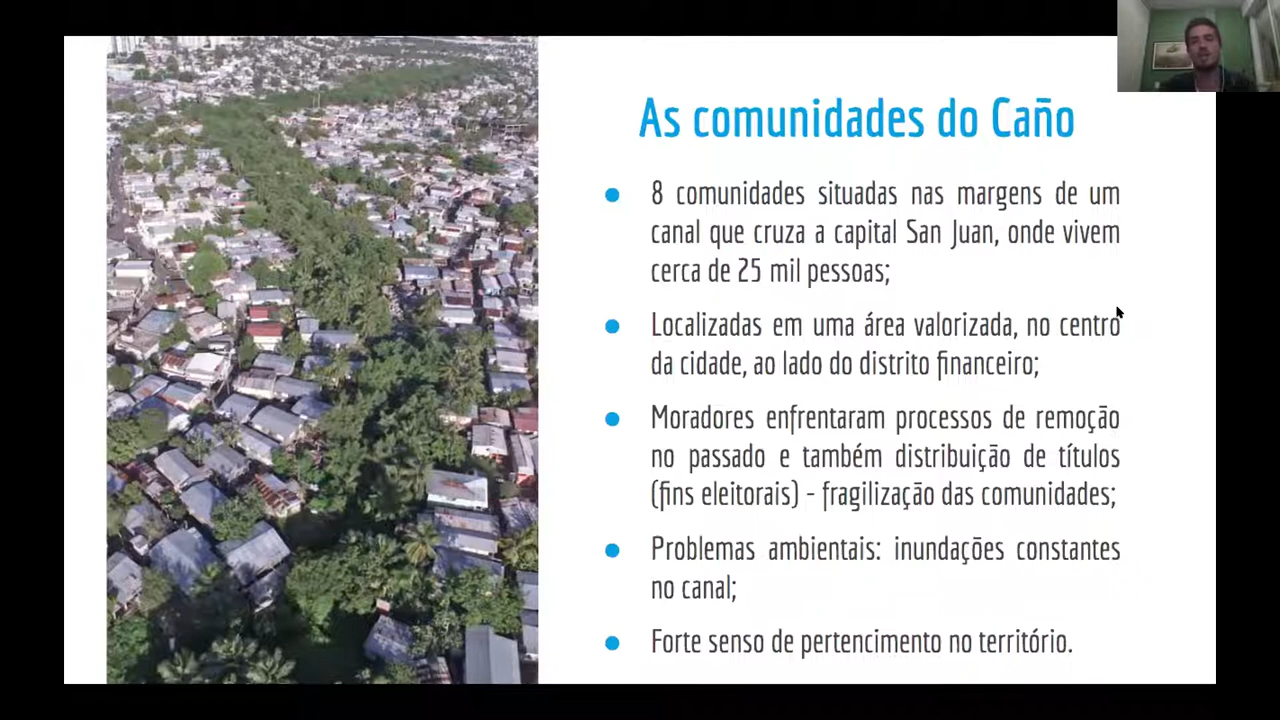 As comunidades do Caño
● 8 comunidades situadas nas margens de um
canal que cruza a capital San Juan, onde vivem
cerca de 25 mil pessoas;
● Localizadas em uma área valorizada, no centro
da cidade, ao lado do distrito financeiro;
● Moradores enfrentaram processos de remoção
no passado e também distribuição de títulos
(fins eleitorais) - fragilização das comunidades;
● Problemas ambientais: inundações constantes
no canal;
● Forte senso de pertencimento no território.